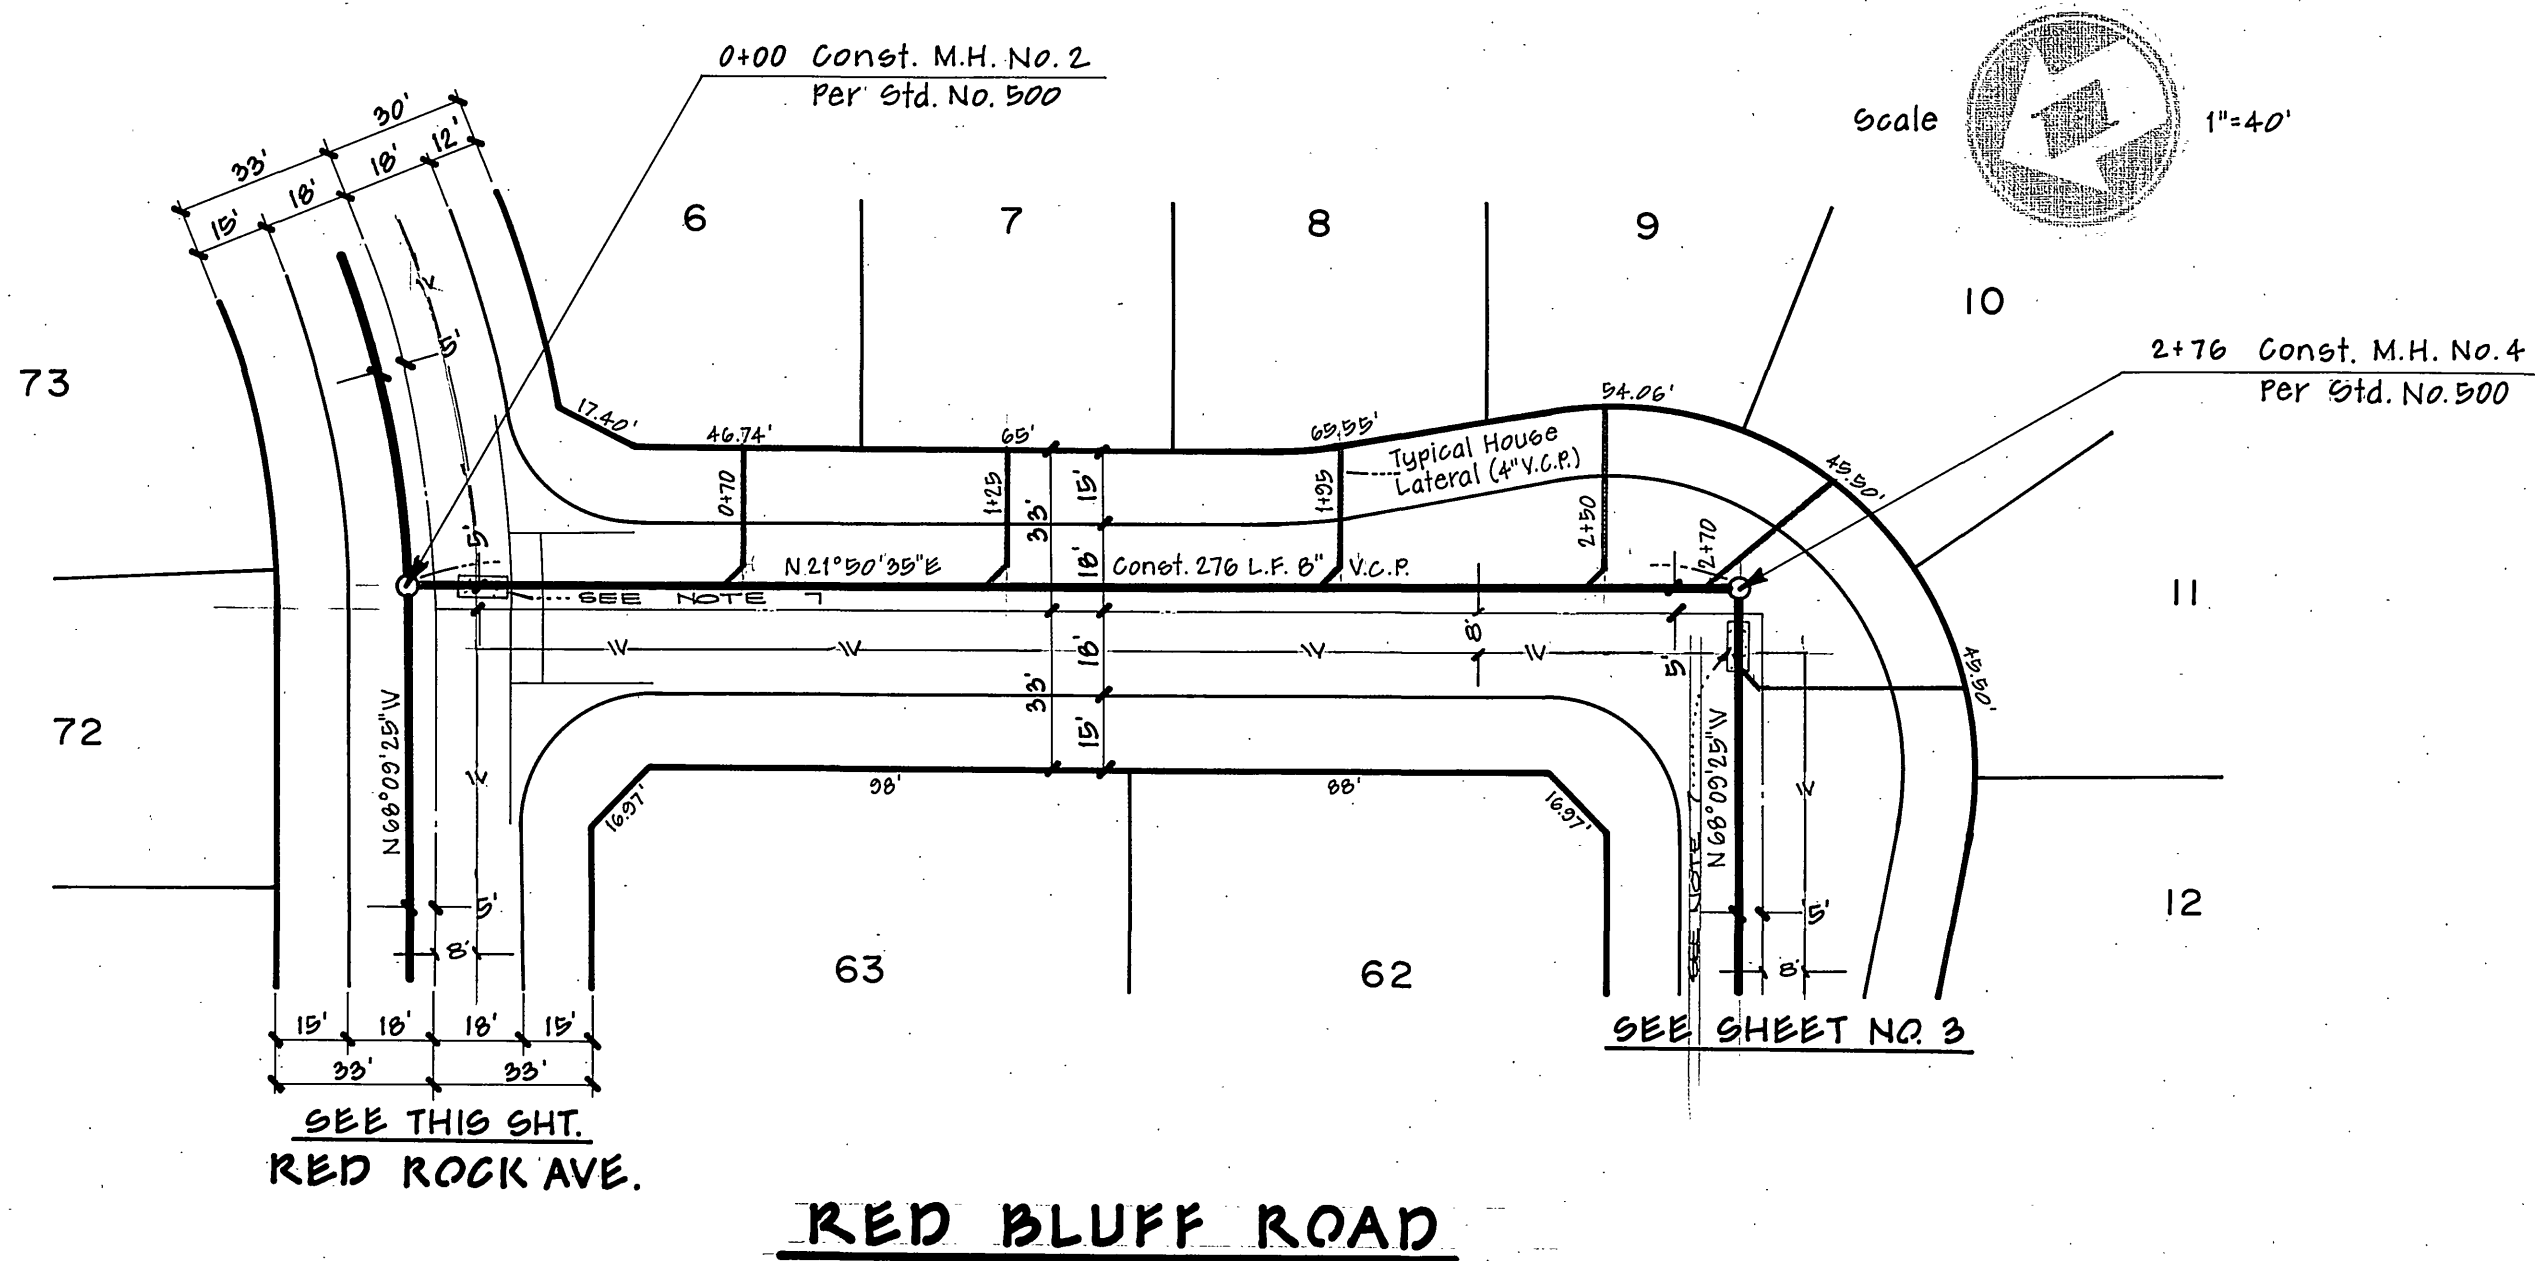 0+00 Const. M.H. No. 2
Per Std. No. 500
Scale
1"=40'
30'
12'
33'
18'
18'
15'
6
7
8
9
10
73
W
5'
2+76 Const. M.H. No. 4
Per Std. No. 500
17.40'
46.74'
65'
65.55'
54.06'
45.50'
Typical House
Lateral (4" V.C.P.)
0+70
1+25
1+95
2+50
2+70
15'
33'
18'
5'
N.21°50'35"E
Const. 276 L.F. 8" V.C.P.
SEE NOTE 7
11
W
W
W
W
18'
8'
5'
33'
15'
45.50'
72
N68°09'25"W
W
98'
88'
16.97'
16.97'
N68°09'25"W
SEE NOTE
W
5'
8'
5'
8'
63
62
12
15'
18'
18'
15'
33'
33'
SEE SHEET NO. 3
SEE THIS SHT.
RED ROCK AVE.
RED BLUFF ROAD